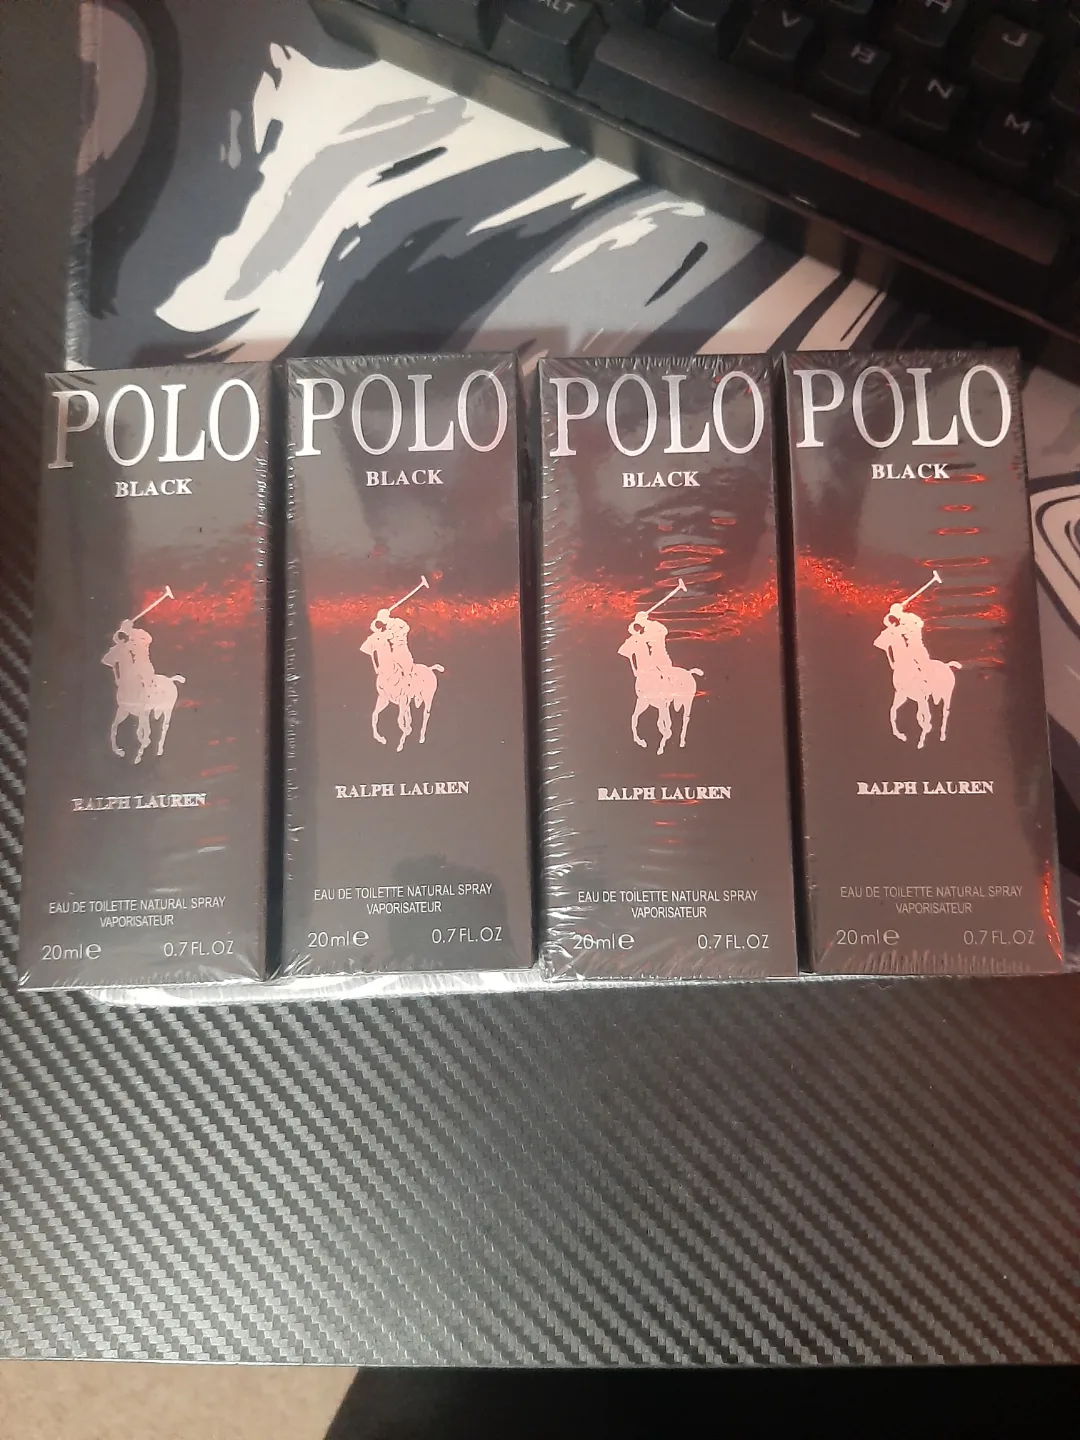 ALT
V
B
N
M
H
J
POLO
BLACK
RALPH LAUREN
EAU DE TOILETTE NATURAL SPRAY
VAPORISATEUR
20ml e 0.7 FL.OZ
POLO
BLACK
RALPH LAUREN
EAU DE TOILETTE NATURAL SPRAY
VAPORISATEUR
20ml e 0.7 FL.OZ
POLO
BLACK
RALPH LAUREN
EAU DE TOILETTE NATURAL SPRAY
VAPORISATEUR
20ml e 0.7 FL.OZ
POLO
BLACK
RALPH LAUREN
EAU DE TOILETTE NATURAL SPRAY
VAPORISATEUR
20ml e 0.7 FL.OZ